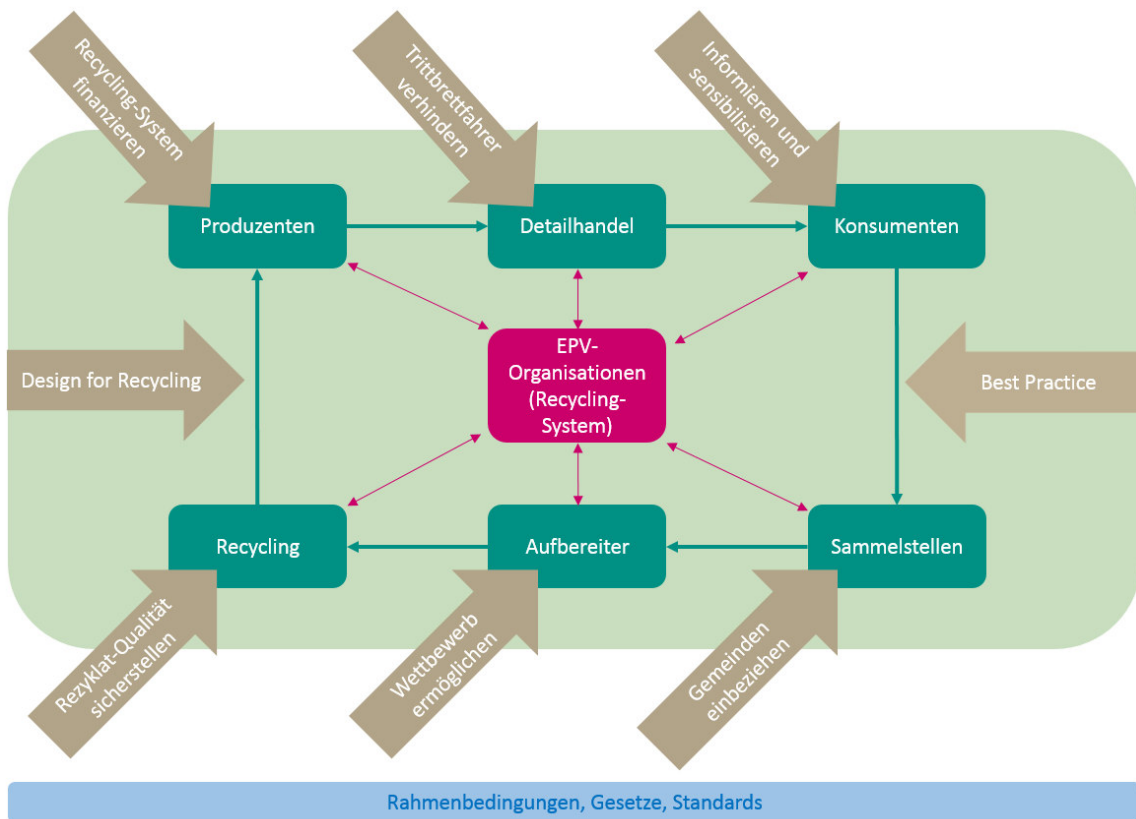 Recycling-System
finanzieren
Trittbrettfahrer
verhindern
Informieren und
sensibilisieren
Produzenten
Detailhandel
Konsumenten
Design for Recycling
EPV-
Organisationen
(Recycling-
System)
Best Practice
Recycling
Aufbereiter
Sammelstellen
Rezyklat-Qualität
sicherstellen
Wettbewerb
ermöglichen
Gemeinden
einbeziehen
Rahmenbedingungen, Gesetze, Standards